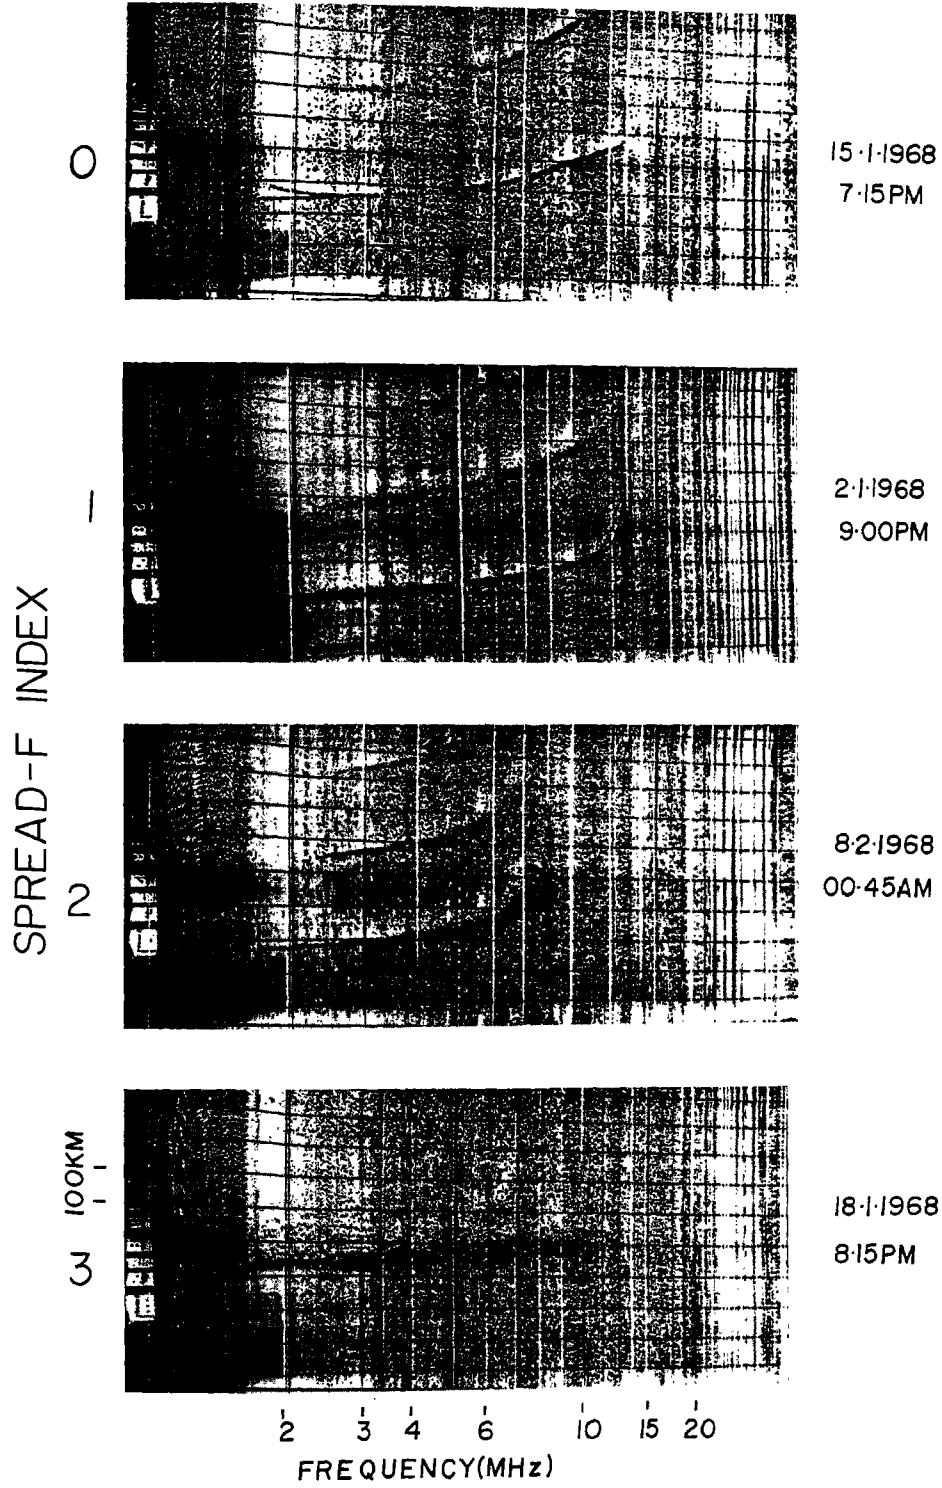 0
15·1·1968
7·15PM
1
2·1·1968
9·00PM
SPREAD-F INDEX
2
8·2·1968
00·45AM
100KM
3
18·1·1968
8·15PM
2 3 4 6 10 15 20
FREQUENCY(MHz)